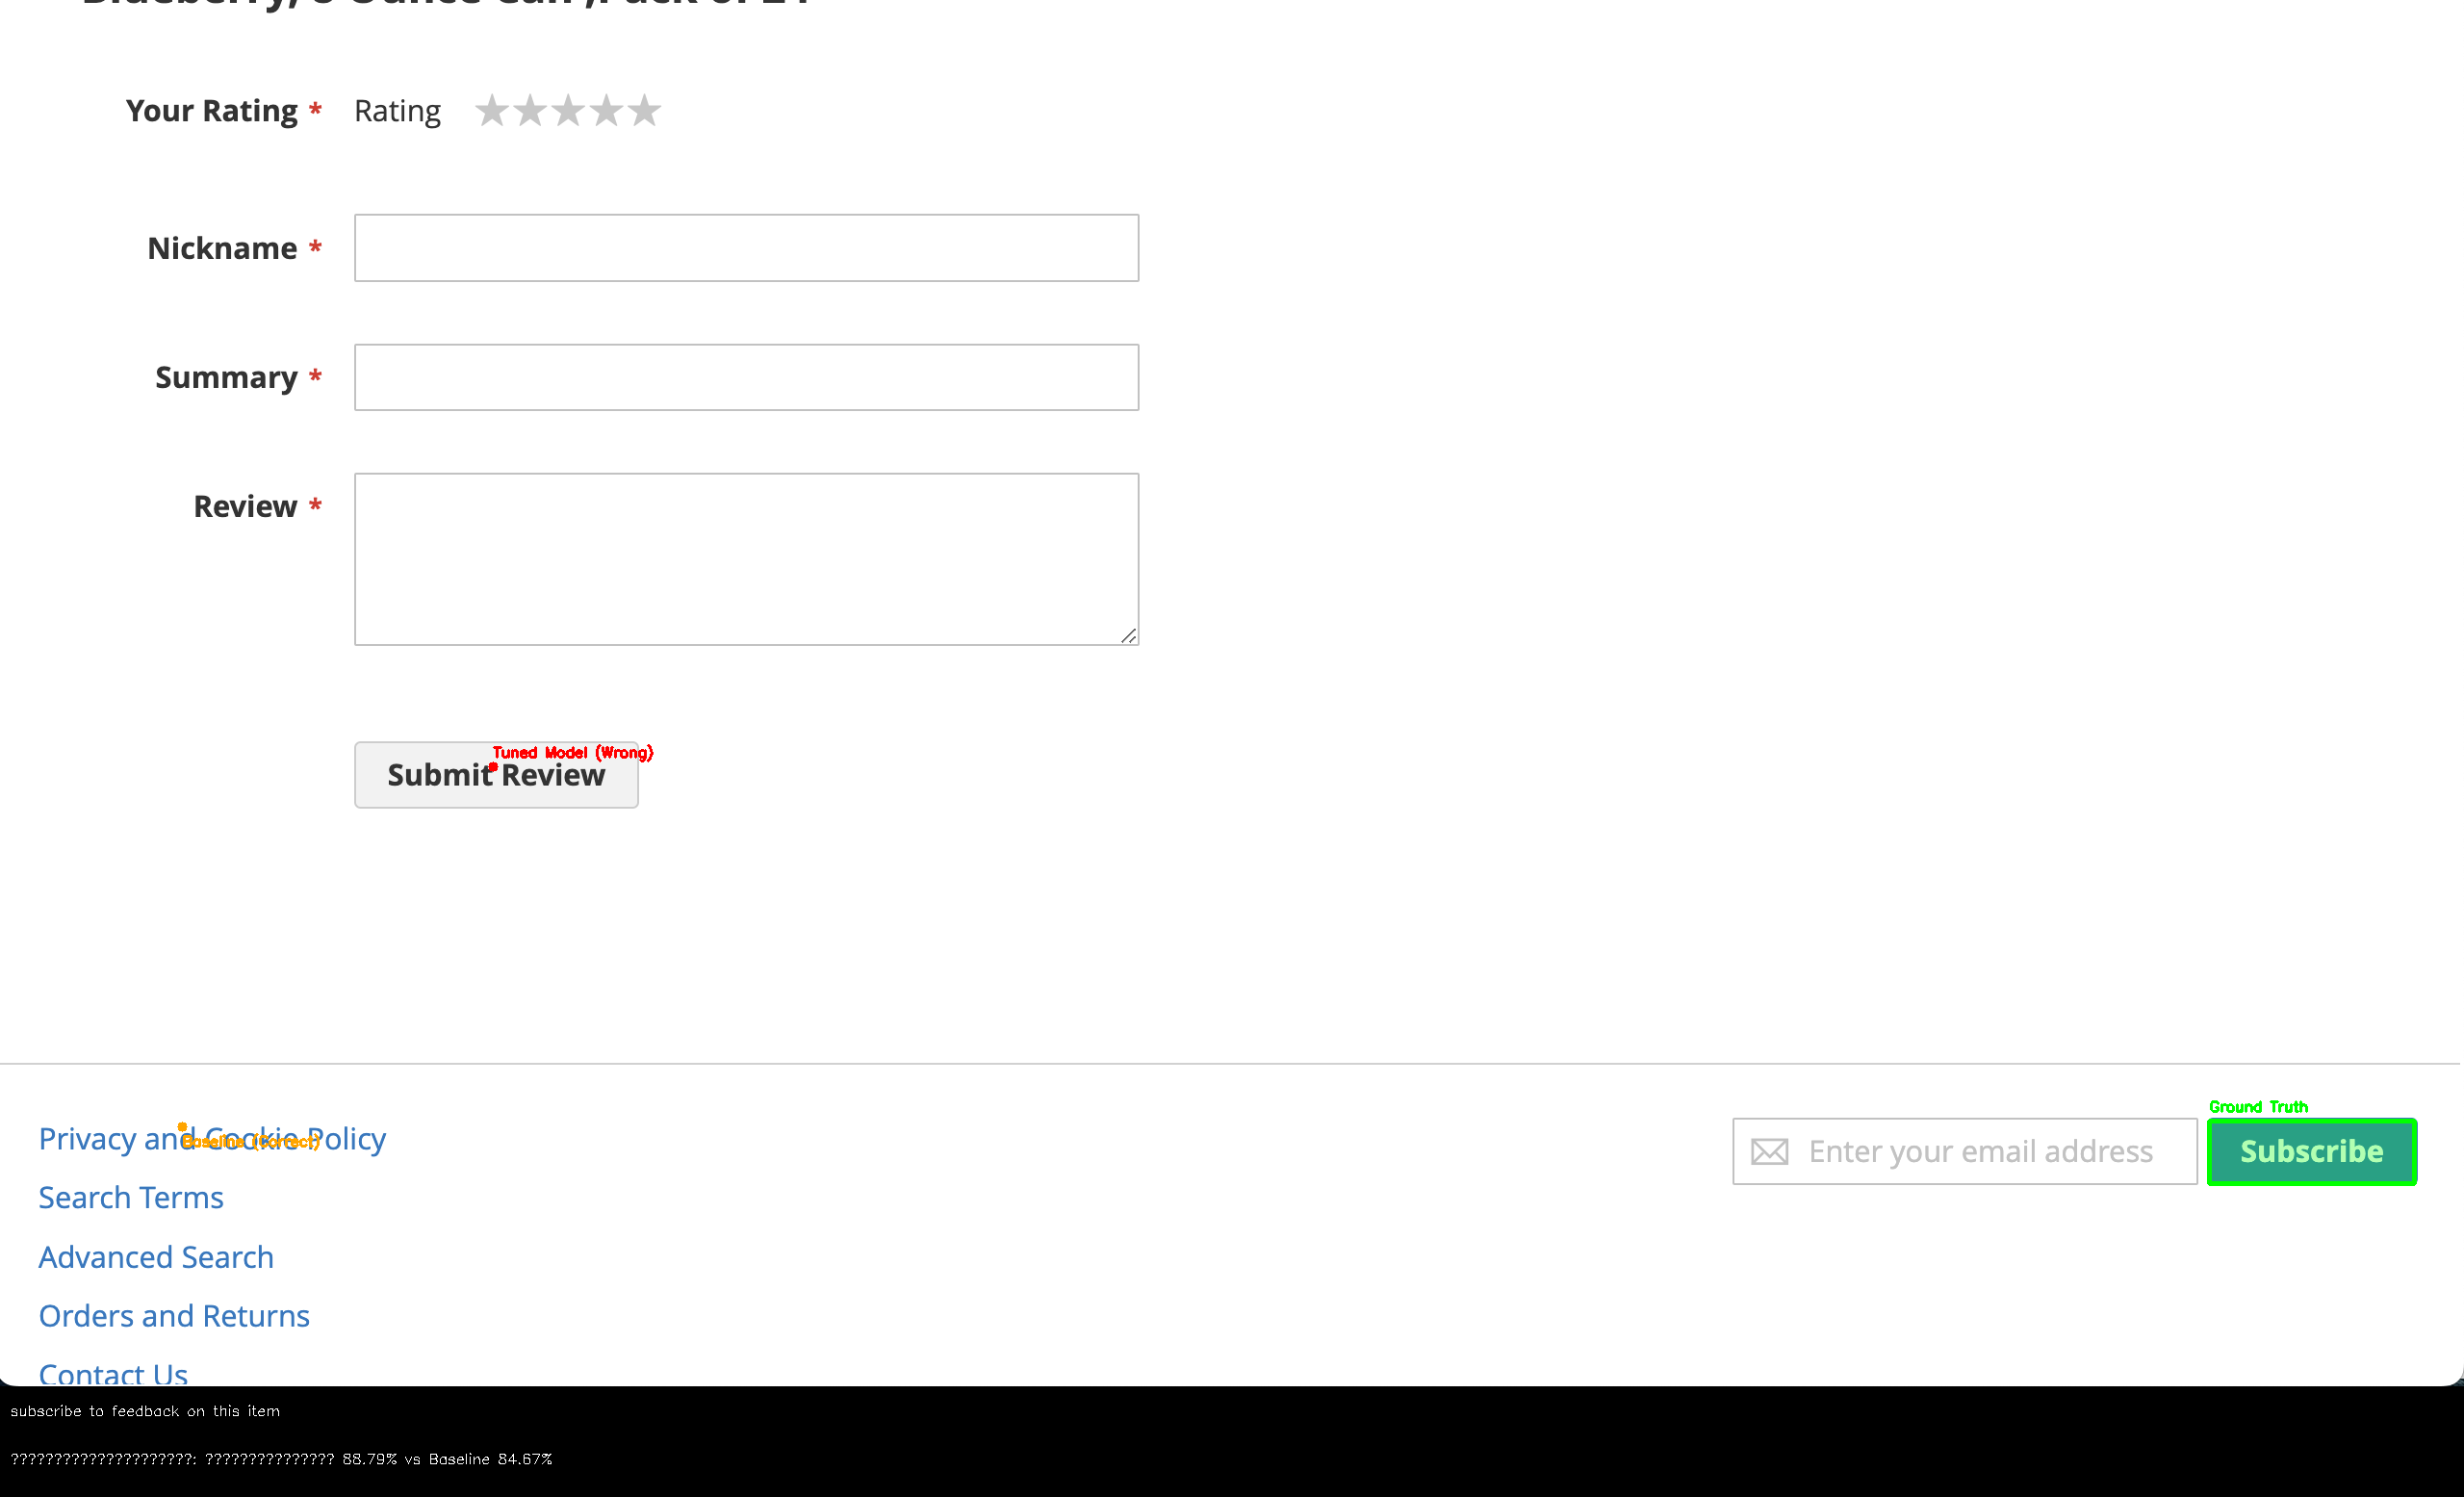 Your Rating *
Rating
Nickname *
Summary *
Review *
Tuned Model (Wrong)
Submit Review
Ground Truth
Privacy and Cookie Policy
Baseline (Correct)
Enter your email address
Subscribe
Search Terms
Advanced Search
Orders and Returns
Contact Us
subscribe to feedback on this item
?????????????????????: ??????????????? 88.79% vs Baseline 84.67%